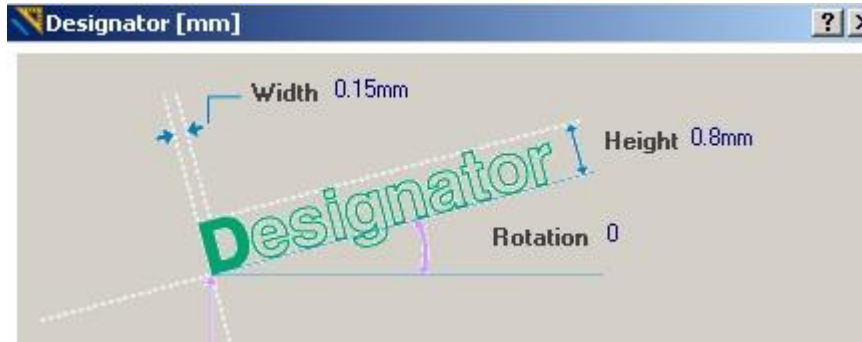 Designator [mm]
Width 0.15mm
Height 0.8mm
Designator
Rotation 0